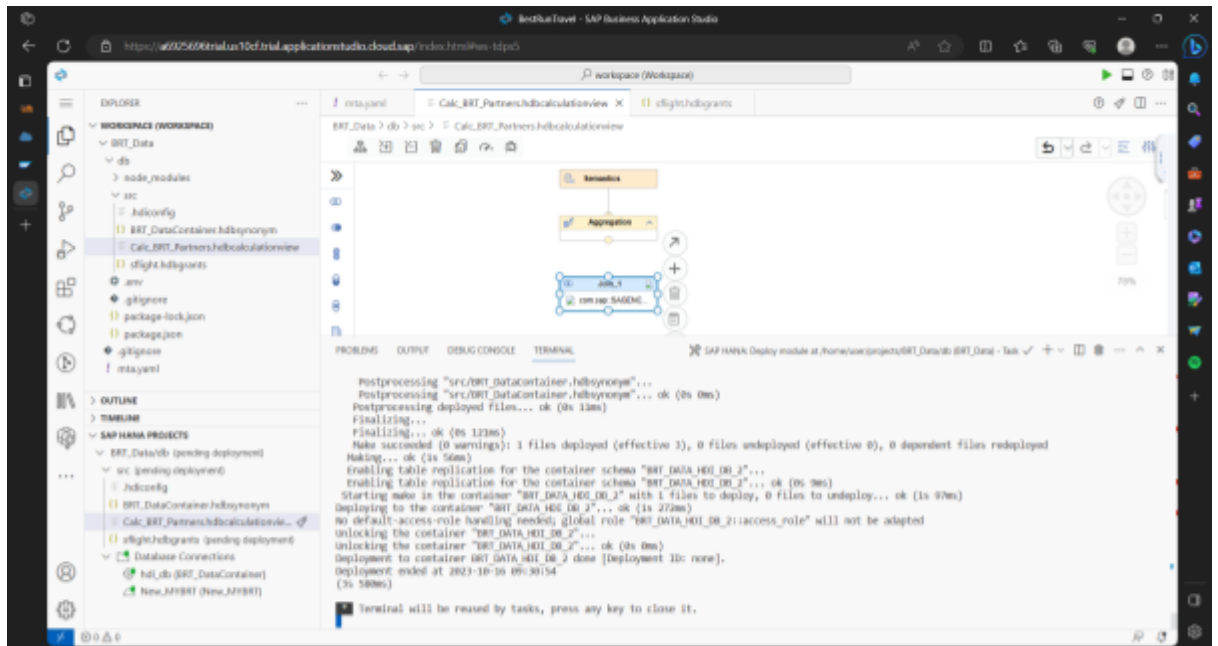 BestRunTravel - SAP Business Application Studio
workspace (Workspace)
EXPLORER
mta.yaml
Calc_BRT_Partners.hdbcalculationview
sflight.hdbgrants
WORKSPACE (WORKSPACE)
BRT_Data > db > src > Calc_BRT_Partners.hdbcalculationview
BRT_Data
db
node_modules
src
.hdiconfig
BRT_DataContainer.hdbsynonym
Calc_BRT_Partners.hdbcalculationview
sflight.hdbgrants
.env
.gitignore
package-lock.json
package.json
.gitignore
mta.yaml
OUTLINE
TIMELINE
SAP HANA PROJECTS
BRT_Data/db (pending deployment)
src (pending deployment)
.hdiconfig
BRT_DataContainer.hdbsynonym
Calc_BRT_Partners.hdbcalculationvie...
sflight.hdbgrants (pending deployment)
Database Connections
hdi_db (BRT_DataContainer)
New_MYBRT (New_MYBRT)
Semantics
Aggregation
Join_1
70%
PROBLEMS OUTPUT DEBUG CONSOLE TERMINAL
SAP HANA: Deploy module at /home/user/projects/BRT_Data/db (BRT_Data) - Task
Postprocessing "src/BRT_DataContainer.hdbsynonym"...
Postprocessing "src/BRT_DataContainer.hdbsynonym"... ok (0s 0ms)
Postprocessing deployed files... ok (0s 13ms)
Finalizing...
Finalizing... ok (0s 121ms)
Make succeeded (0 warnings): 3 files deployed (effective 3), 0 files undeployed (effective 0), 0 dependent files redeployed
Making... ok (1s 56ms)
Enabling table replication for the container schema "BRT_DATA_HDI_DB_2"...
Enabling table replication for the container schema "BRT_DATA_HDI_DB_2"... ok (0s 9ms)
Starting make in the container "BRT_DATA_HDI_DB_2" with 1 files to deploy, 0 files to undeploy... ok (1s 97ms)
Deploying to the container "BRT_DATA_HDI_DB_2"... ok (1s 272ms)
No default-access-role handling needed; global role "BRT_DATA_HDI_DB_2::access_role" will not be adapted
Unlocking the container "BRT_DATA_HDI_DB_2"...
Unlocking the container "BRT_DATA_HDI_DB_2"... ok (0s 0ms)
Deployment to container BRT_DATA_HDI_DB_2 done [Deployment ID: none].
Deployment ended at 2023-10-16 09:30:54
(3s 580ms)
Terminal will be reused by tasks, press any key to close it.